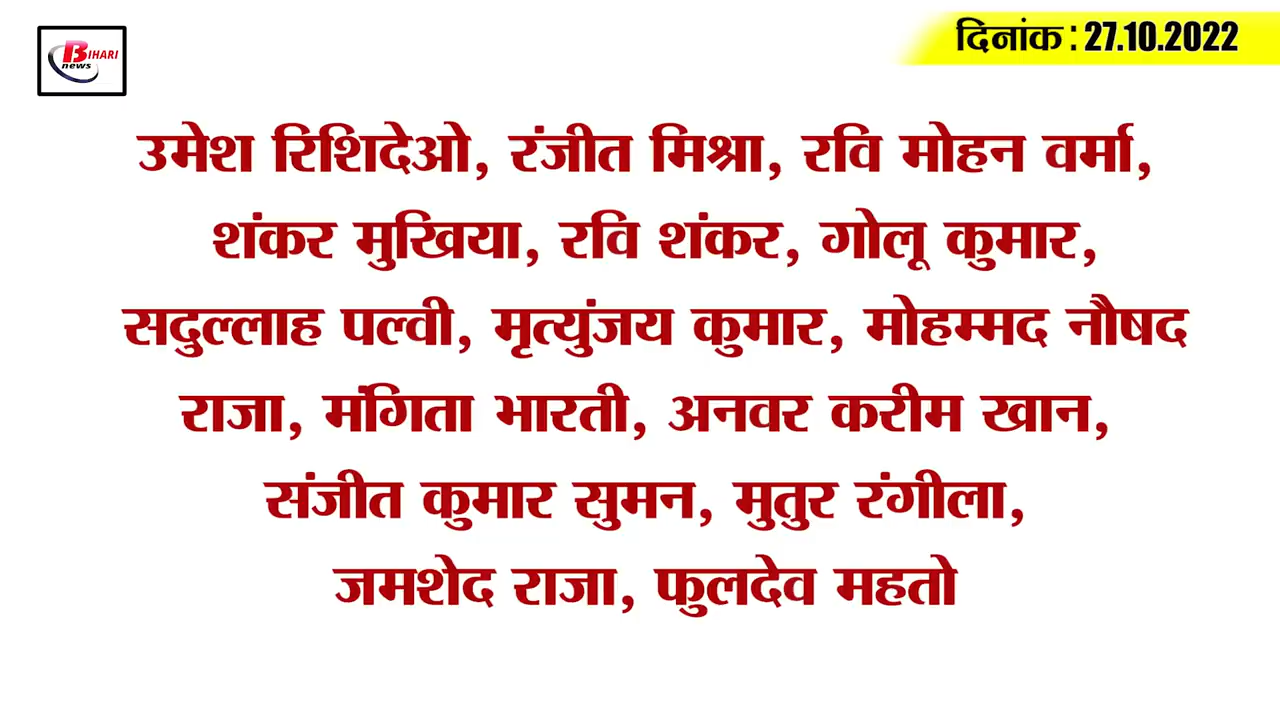 BIHARI
news
दिनांक : 27.10.2022
उमेश रिशिदेओ, रंजीत मिश्रा, रवि मोहन वर्मा,
शंकर मुखिया, रवि शंकर, गोलू कुमार,
सदुल्लाह पल्वी, मृत्युंजय कुमार, मोहम्मद नौषद
राजा, मंगिता भारती, अनवर करीम खान,
संजीत कुमार सुमन, मुतुर रंगीला,
जमशेद राजा, फुलदेव महतो